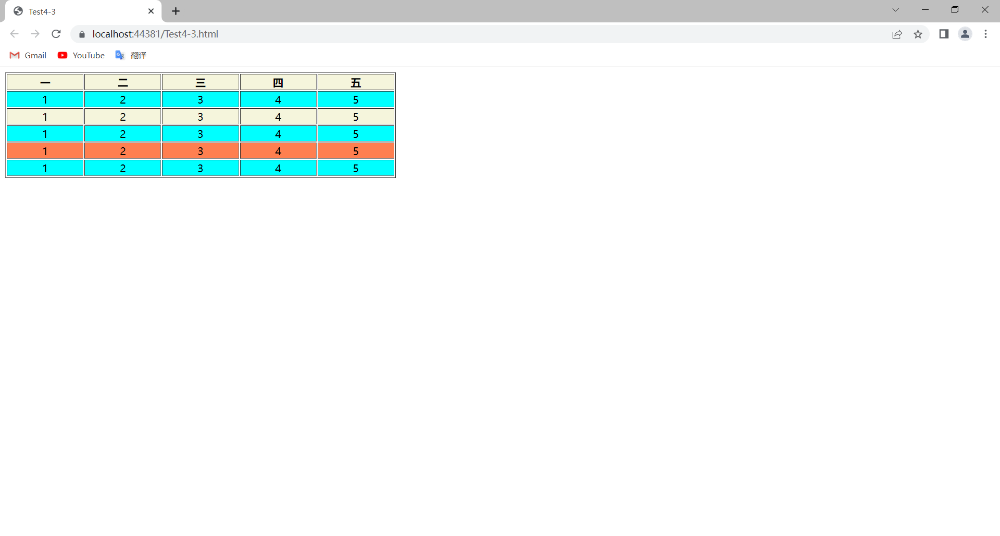 Test4-3
localhost:44381/Test4-3.html
Gmail YouTube 翻译
一 二 三 四 五
1 2 3 4 5
1 2 3 4 5
1 2 3 4 5
1 2 3 4 5
1 2 3 4 5